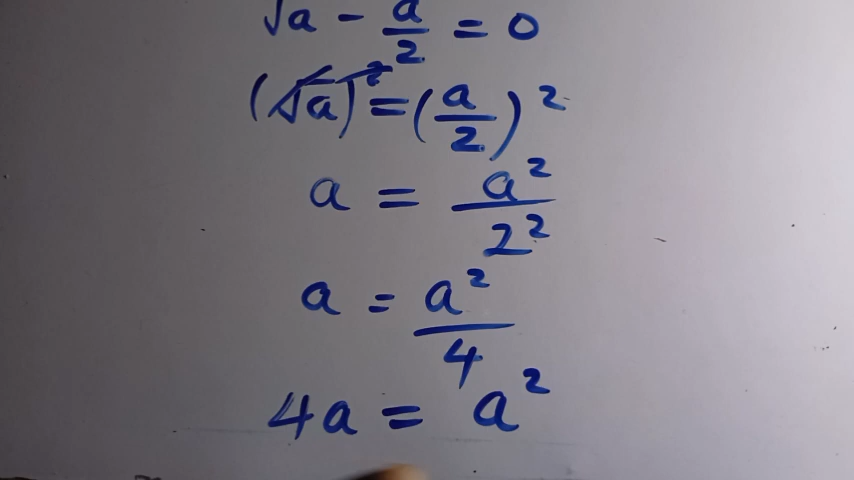 √a - a/2 = 0
(√a)² = (a/2)²
a = a²/2²
a = a²/4
4a = a²